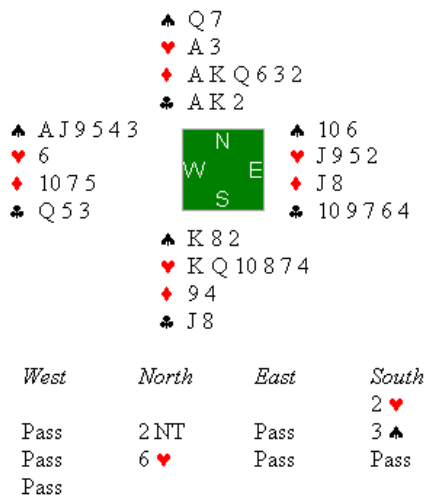 ♠ Q 7
♥ A 3
♦ A K Q 6 3 2
♣ A K 2
♠ A J 9 5 4 3
♥ 6
♦ 10 7 5
♣ Q 5 3
N
W E
S
♠ 10 6
♥ J 9 5 2
♦ J 8
♣ 10 9 7 6 4
♠ K 8 2
♥ K Q 10 8 7 4
♦ 9 4
♣ J 8
West North East South
2 ♥
Pass 2 NT Pass 3 ♠
Pass 6 ♥ Pass Pass
Pass